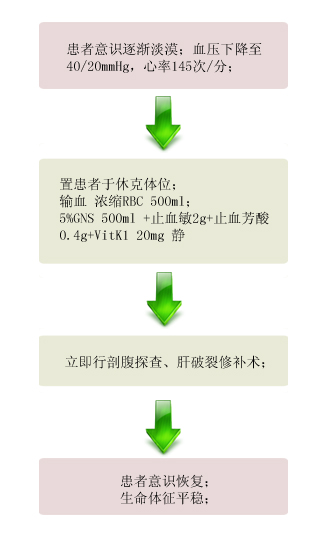 患者意识逐渐淡漠；血压下降至
40/20mmHg，心率145次/分；
置患者于休克体位；
输血 浓缩RBC 500ml；
5%GNS 500ml +止血敏2g+止血芳酸
0.4g+VitK1 20mg 静
立即行剖腹探查、肝破裂修补术；
患者意识恢复；
生命体征平稳；